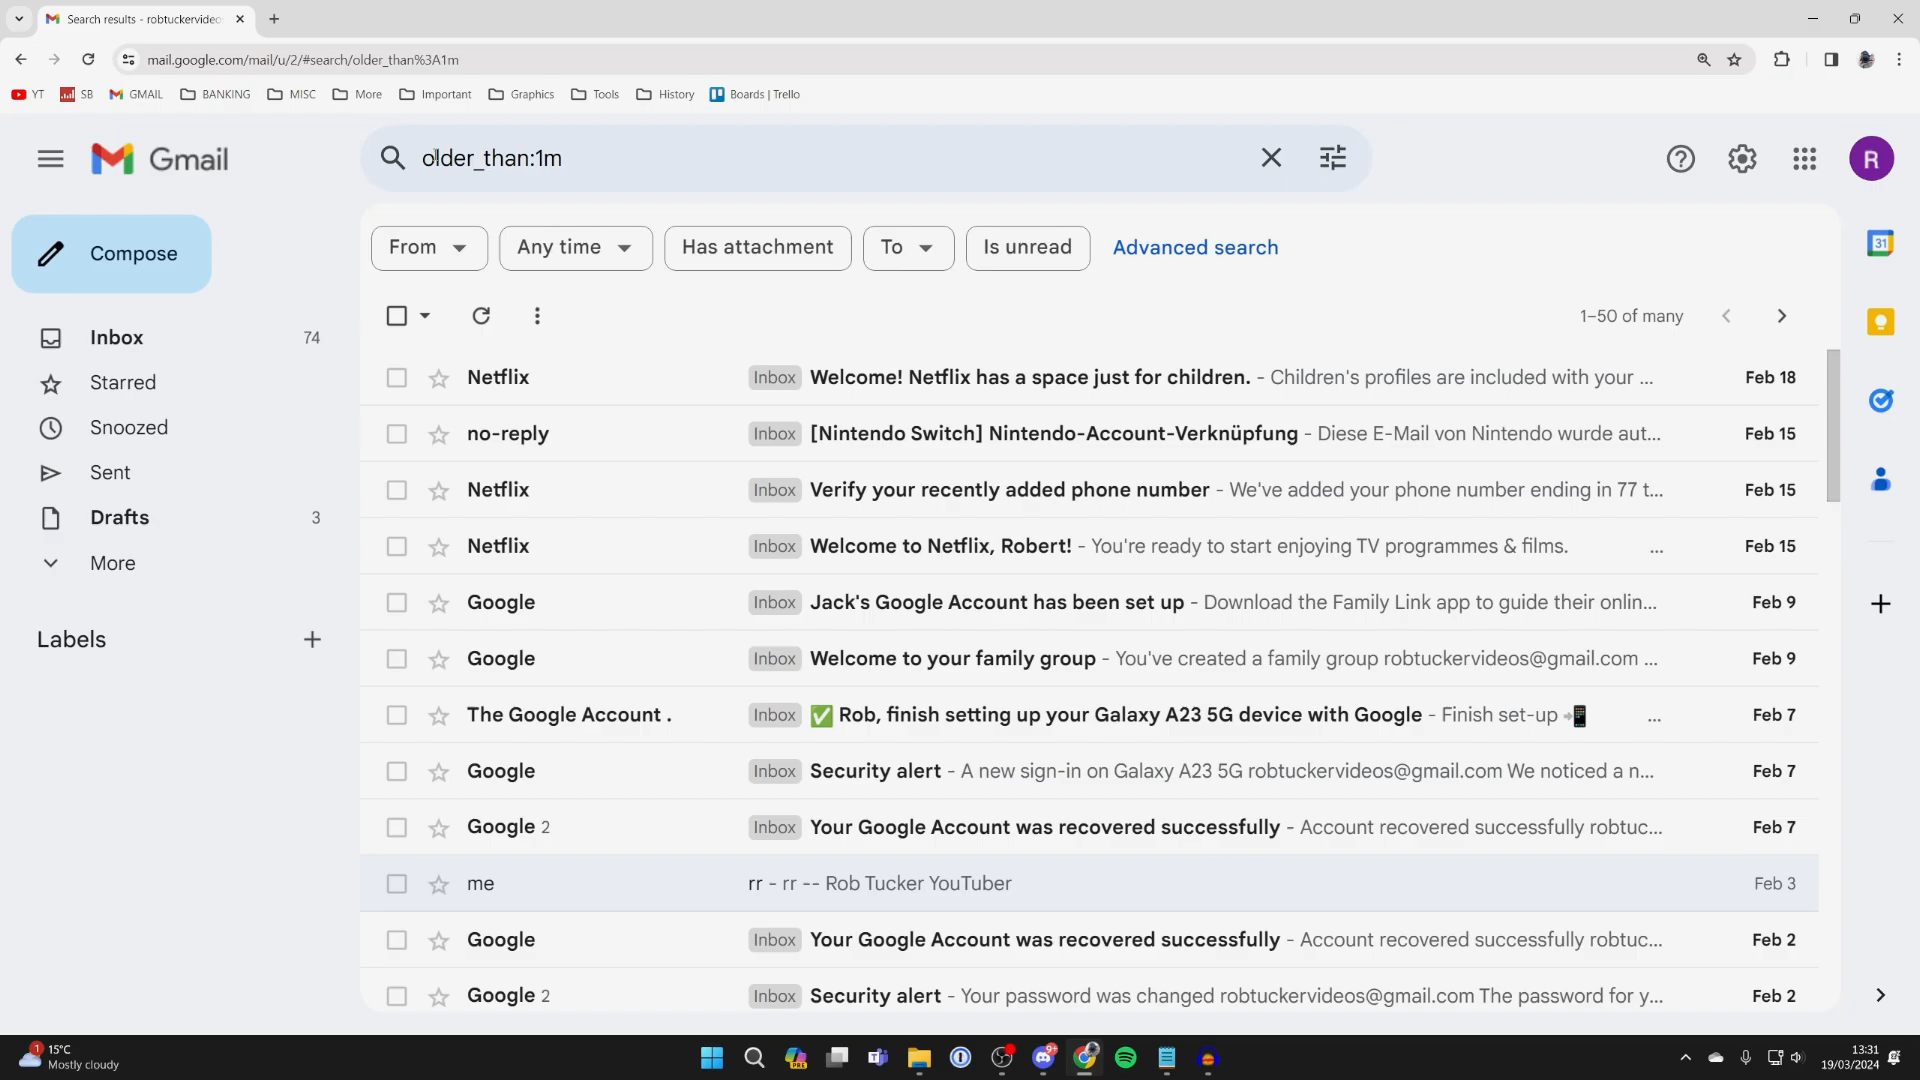 Search results - robtuckervideo
mail.google.com/mail/u/2/#search/older_than%3A1m
YT
SB
GMAIL
BANKING
MISC
More
Important
Graphics
Tools
History
Boards | Trello
Gmail
older_than:1m
R
Compose
From
Any time
Has attachment
To
Is unread
Advanced search
31
1–50 of many
Inbox 74
Starred
Snoozed
Sent
Drafts 3
More
Labels
Netflix Inbox Welcome! Netflix has a space just for children. - Children's profiles are included with your ... Feb 18
no-reply Inbox [Nintendo Switch] Nintendo-Account-Verknüpfung - Diese E-Mail von Nintendo wurde aut... Feb 15
Netflix Inbox Verify your recently added phone number - We've added your phone number ending in 77 t... Feb 15
Netflix Inbox Welcome to Netflix, Robert! - You're ready to start enjoying TV programmes & films. ... Feb 15
Google Inbox Jack's Google Account has been set up - Download the Family Link app to guide their onlin... Feb 9
Google Inbox Welcome to your family group - You've created a family group robtuckervideos@gmail.com ... Feb 9
The Google Account . Inbox ✅ Rob, finish setting up your Galaxy A23 5G device with Google - Finish set-up 📲 ... Feb 7
Google Inbox Security alert - A new sign-in on Galaxy A23 5G robtuckervideos@gmail.com We noticed a n... Feb 7
Google 2 Inbox Your Google Account was recovered successfully - Account recovered successfully robtuc... Feb 7
me rr - rr -- Rob Tucker YouTuber Feb 3
Google Inbox Your Google Account was recovered successfully - Account recovered successfully robtuc... Feb 2
Google 2 Inbox Security alert - Your password was changed robtuckervideos@gmail.com The password for y... Feb 2
1
15°C
Mostly cloudy
PRE
9+
13:31
19/03/2024